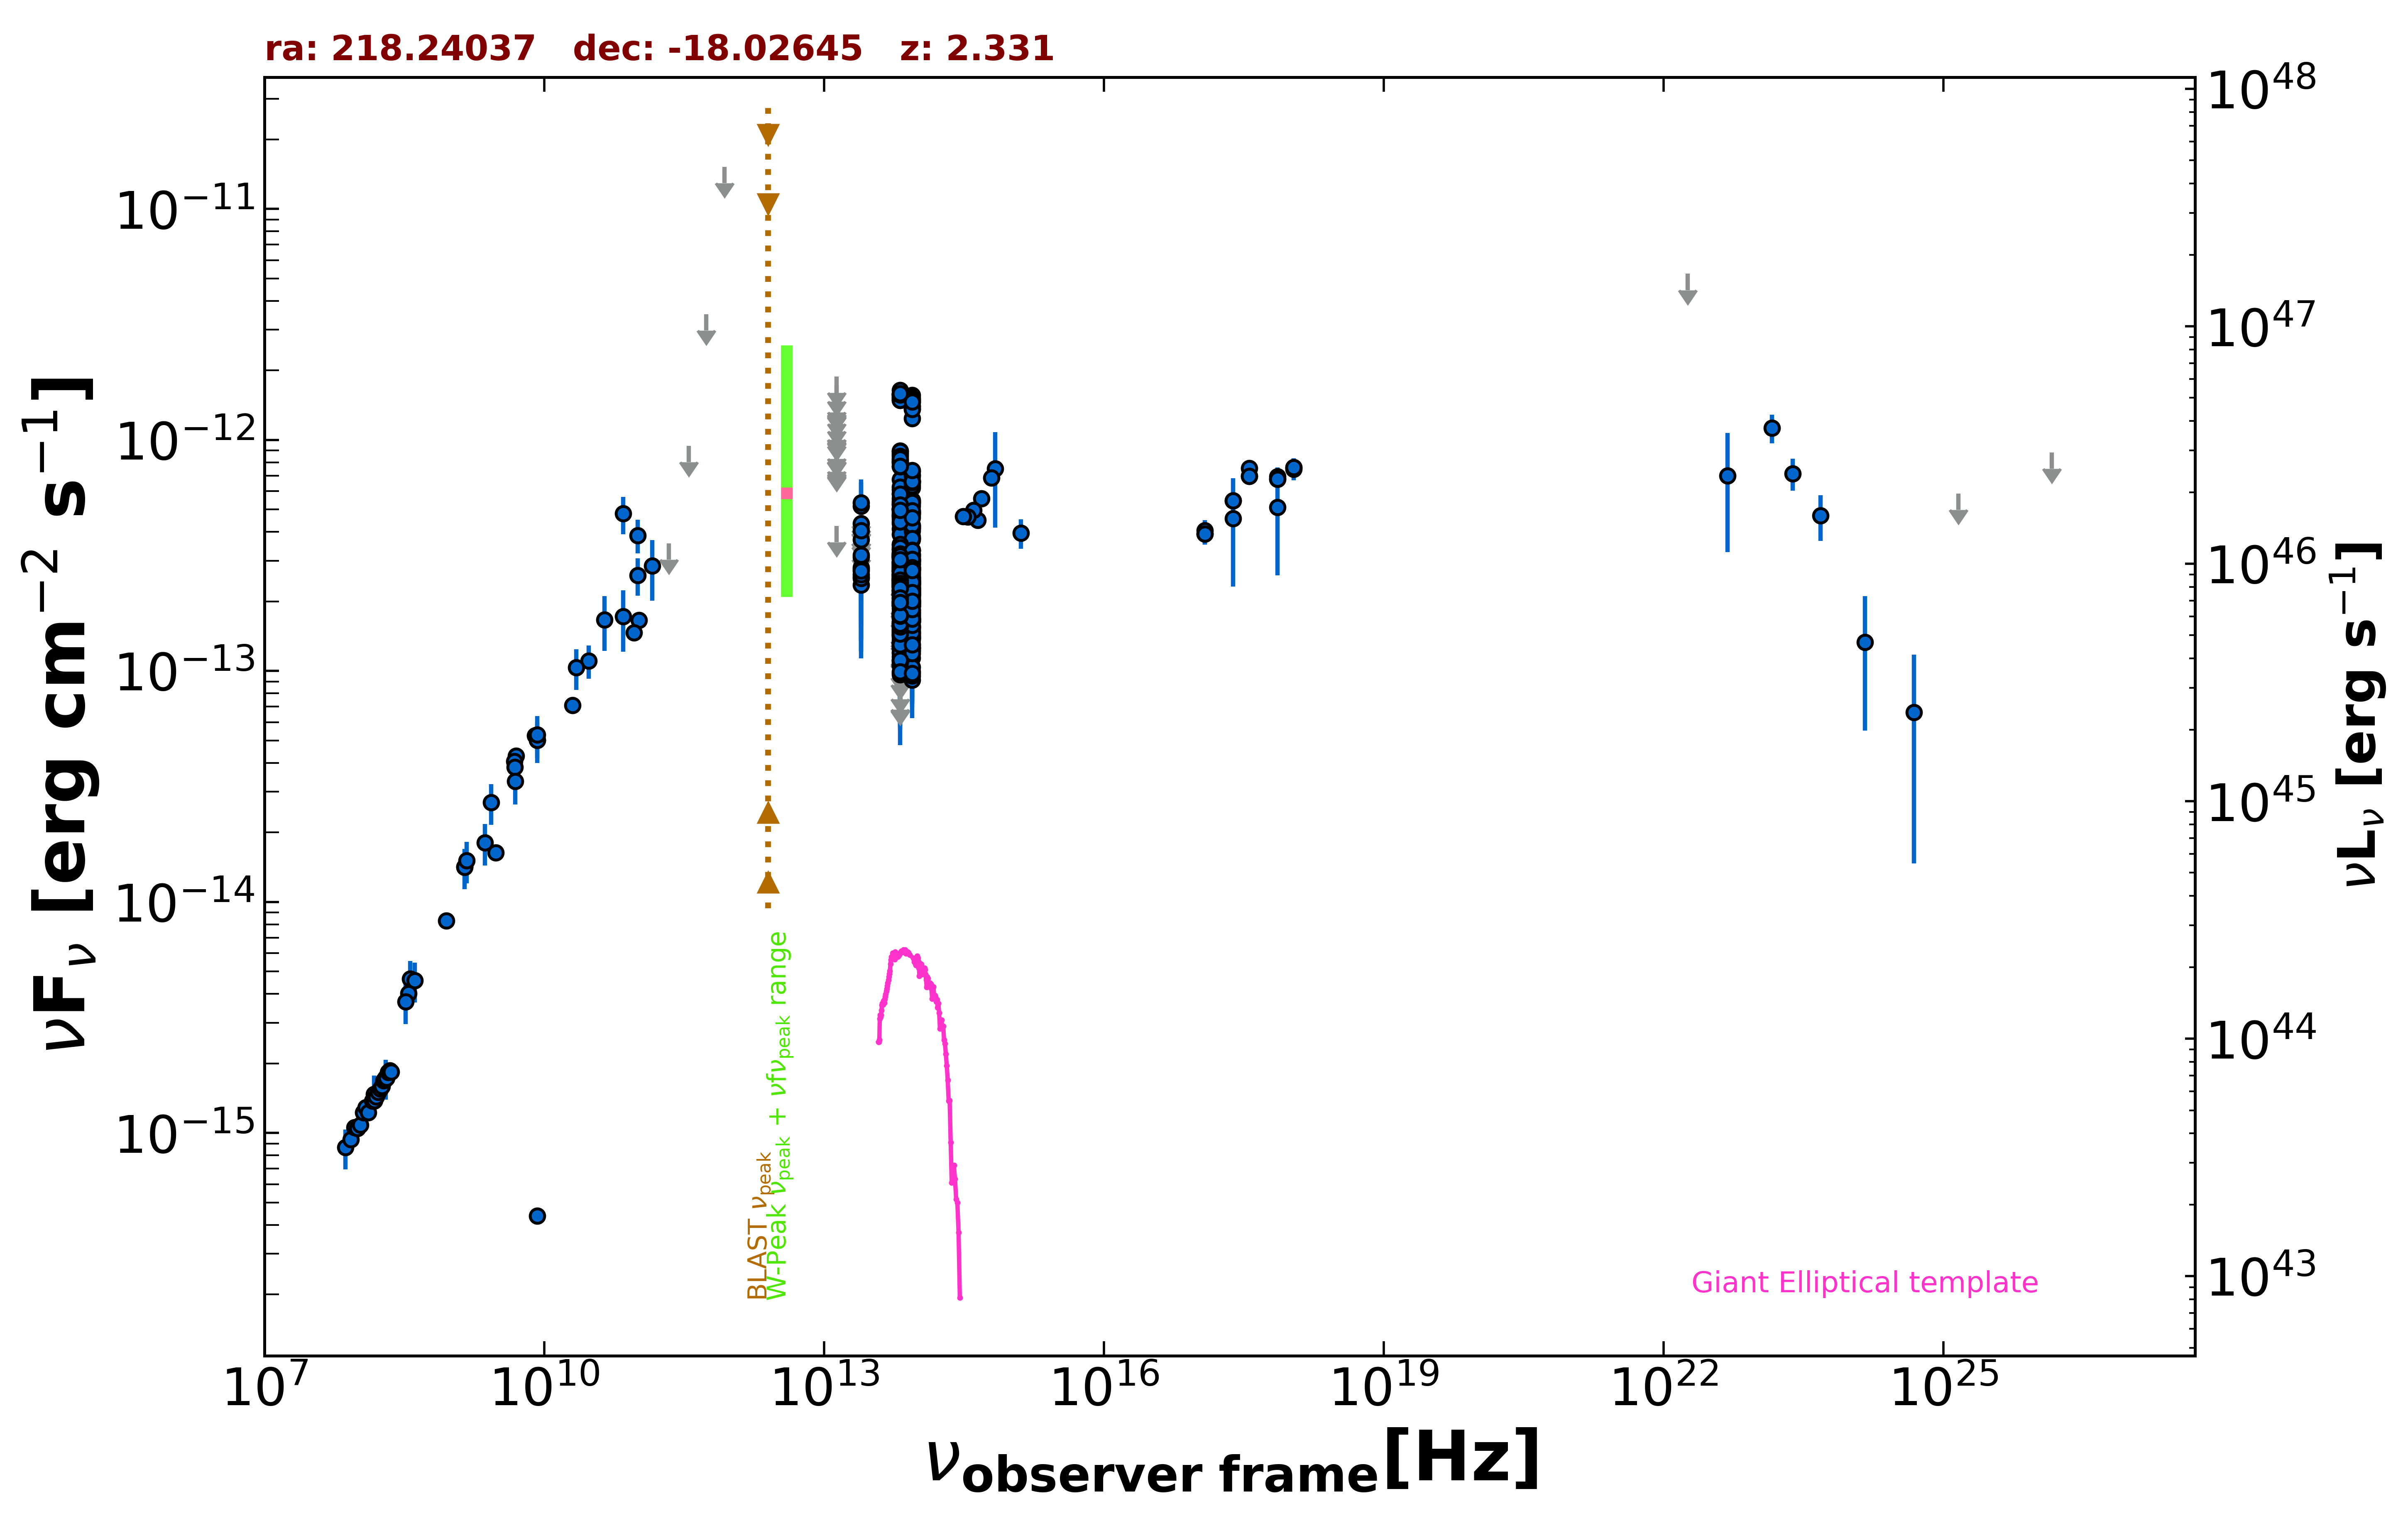 ra: 218.24037 dec: -18.02645 z: 2.331
νF_ν [erg cm⁻² s⁻¹]
10⁻¹¹
10⁻¹²
10⁻¹³
10⁻¹⁴
10⁻¹⁵
10⁴⁸
10⁴⁷
10⁴⁶
10⁴⁵
10⁴⁴
10⁴³
νL_ν [erg s⁻¹]
BLAST ν_peak
W-Peak ν_peak + νfν_peak range
Giant Elliptical template
10⁷ 10¹⁰ 10¹³ 10¹⁶ 10¹⁹ 10²² 10²⁵
ν_observer frame [Hz]